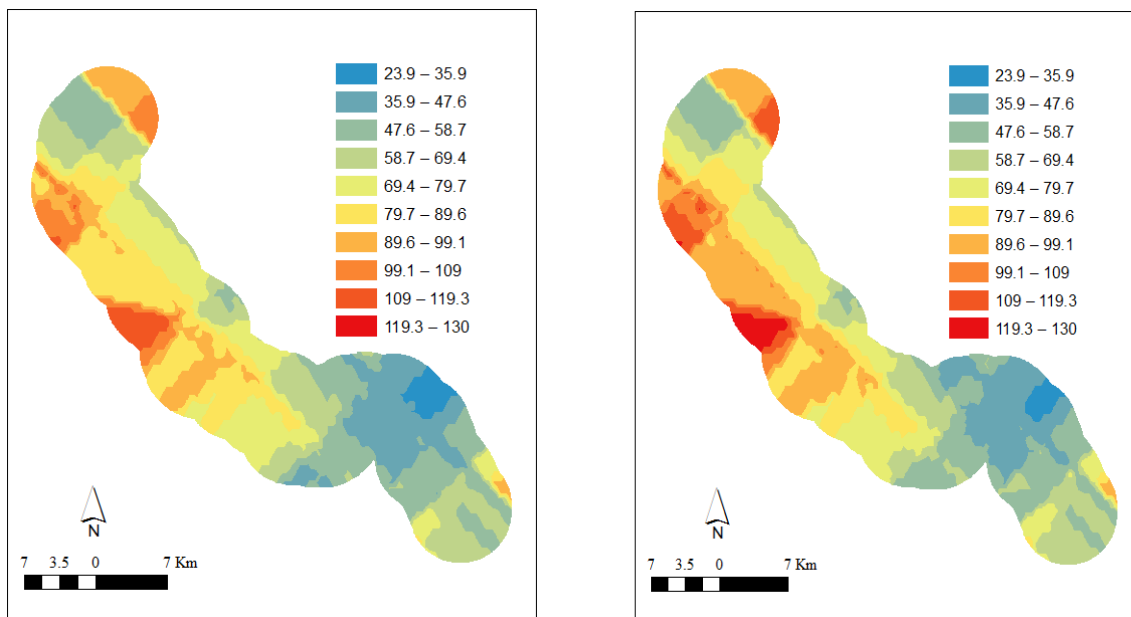 23.9 – 35.9
35.9 – 47.6
47.6 – 58.7
58.7 – 69.4
69.4 – 79.7
79.7 – 89.6
89.6 – 99.1
99.1 – 109
109 – 119.3
119.3 – 130
N
7 3.5 0 7 Km
23.9 – 35.9
35.9 – 47.6
47.6 – 58.7
58.7 – 69.4
69.4 – 79.7
79.7 – 89.6
89.6 – 99.1
99.1 – 109
109 – 119.3
119.3 – 130
N
7 3.5 0 7 Km